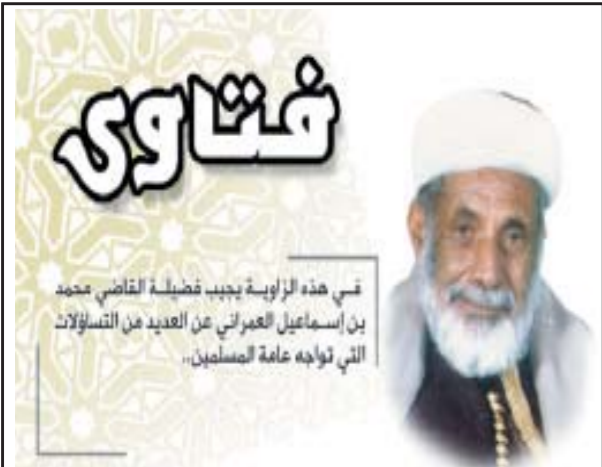 فتاوى
في هذه الزاوية يجيب فضيلة القاضي محمد
بن إسماعيل العمراني عن العديد من التساؤلات
التي تواجه عامة المسلمين..